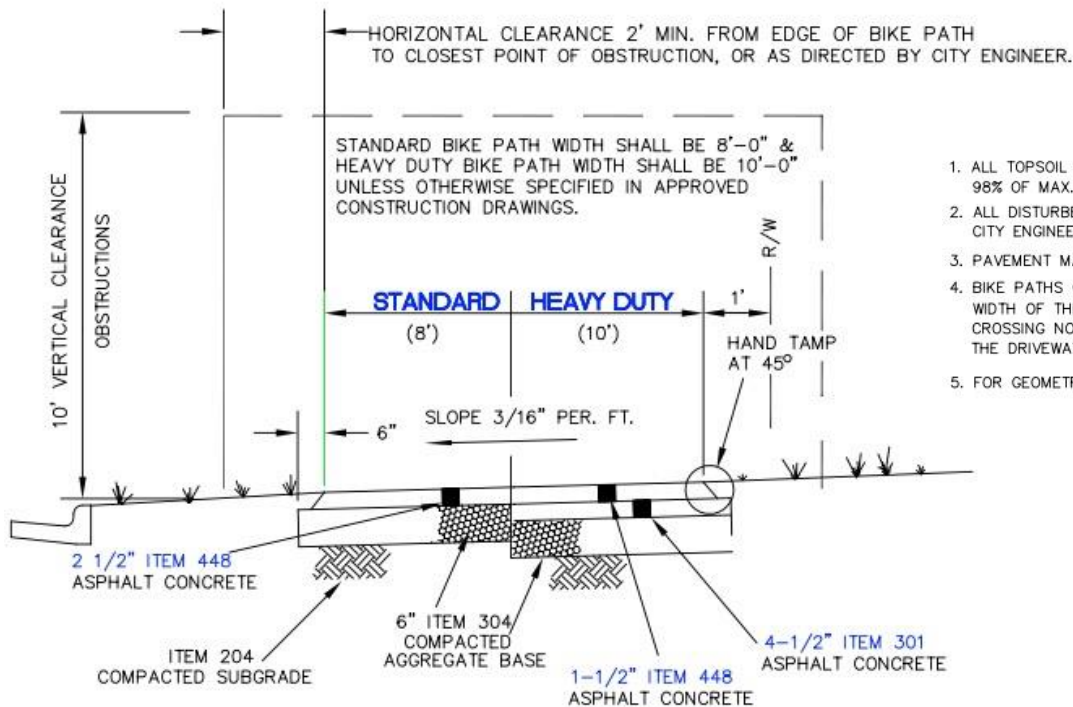 HORIZONTAL CLEARANCE 2' MIN. FROM EDGE OF BIKE PATH
TO CLOSEST POINT OF OBSTRUCTION, OR AS DIRECTED BY CITY ENGINEER.
STANDARD BIKE PATH WIDTH SHALL BE 8'-0" &
HEAVY DUTY BIKE PATH WIDTH SHALL BE 10'-0"
UNLESS OTHERWISE SPECIFIED IN APPROVED
CONSTRUCTION DRAWINGS.
10' VERTICAL CLEARANCE
OBSTRUCTIONS
R/W
STANDARD
HEAVY DUTY
1'
(8')
(10')
HAND TAMP
AT 45°
6"
SLOPE 3/16" PER. FT.
2 1/2" ITEM 448
ASPHALT CONCRETE
ITEM 204
COMPACTED SUBGRADE
6" ITEM 304
COMPACTED
AGGREGATE BASE
1-1/2" ITEM 448
ASPHALT CONCRETE
4-1/2" ITEM 301
ASPHALT CONCRETE
1. ALL TOPSOIL
98% OF MAX.
2. ALL DISTURBE
CITY ENGINEE
3. PAVEMENT MA
4. BIKE PATHS
WIDTH OF TH
CROSSING NO
THE DRIVEWA
5. FOR GEOMET